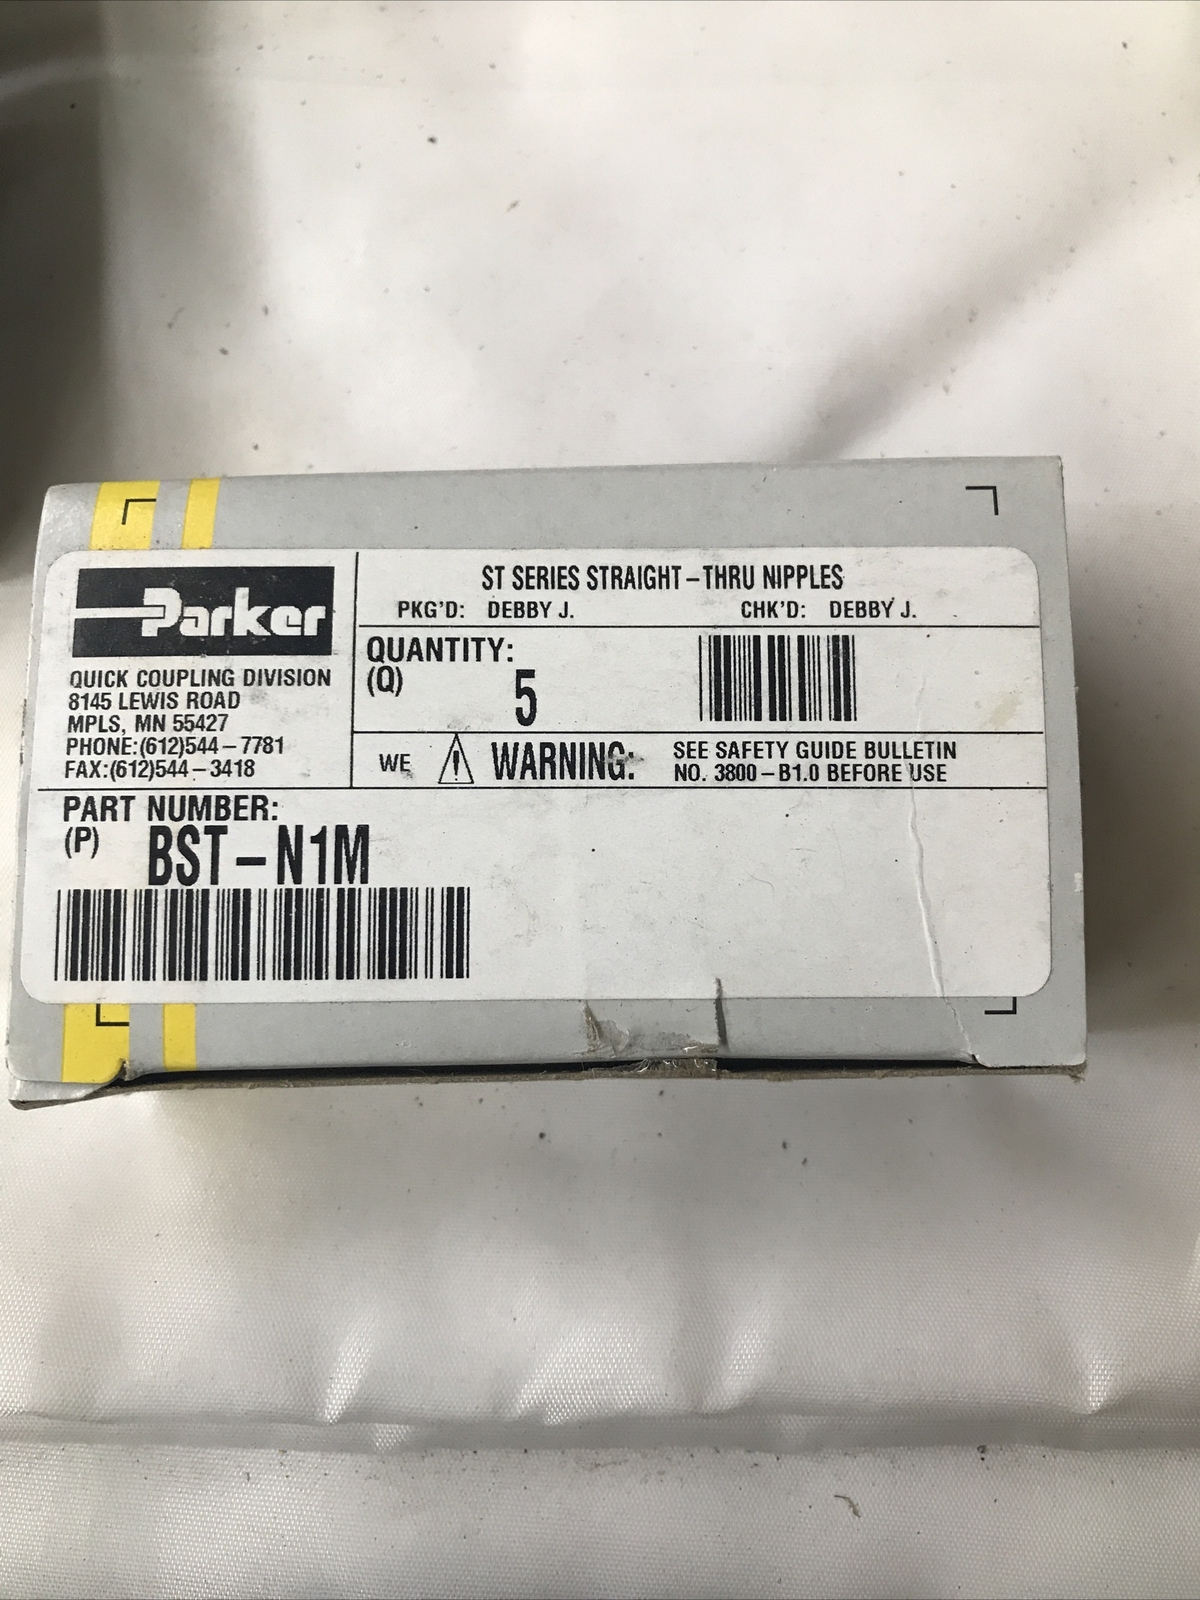 Parker
QUICK COUPLING DIVISION
8145 LEWIS ROAD
MPLS, MN 55427
PHONE:(612)544-7781
FAX:(612)544-3418
ST SERIES STRAIGHT-THRU NIPPLES
PKG'D: DEBBY J. CHK'D: DEBBY J.
QUANTITY:
(Q) 5
WE WARNING: SEE SAFETY GUIDE BULLETIN
NO. 3800-B1.0 BEFORE USE
PART NUMBER:
(P) BST-N1M